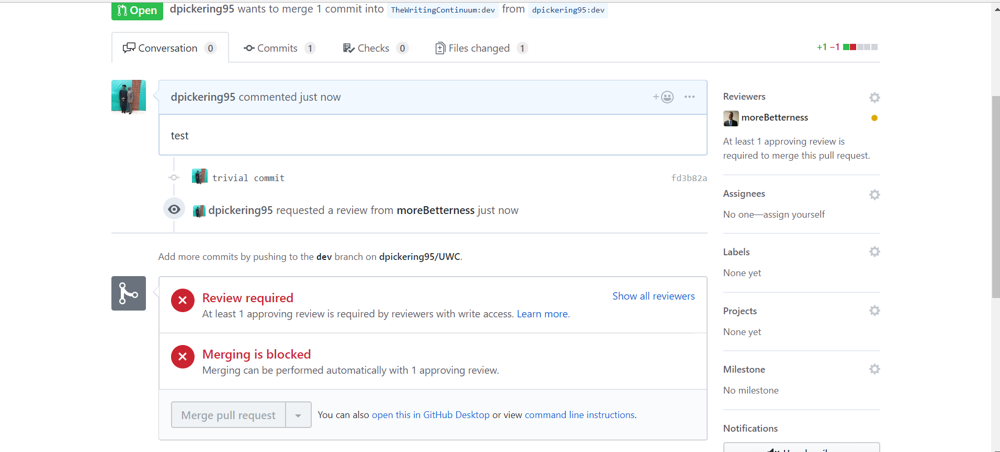 Open dpickering95 wants to merge 1 commit into TheWritingContinuum:dev from dpickering95:dev
Conversation 0 Commits 1 Checks 0 Files changed 1 +1 −1
dpickering95 commented just now
test
trivial commit fd3b82a
dpickering95 requested a review from moreBetterness just now
Add more commits by pushing to the dev branch on dpickering95/UWC.
Review required Show all reviewers
At least 1 approving review is required by reviewers with write access. Learn more.
Merging is blocked
Merging can be performed automatically with 1 approving review.
Merge pull request You can also open this in GitHub Desktop or view command line instructions.
Reviewers
moreBetterness
At least 1 approving review is
required to merge this pull request.
Assignees
No one—assign yourself
Labels
None yet
Projects
None yet
Milestone
No milestone
Notifications